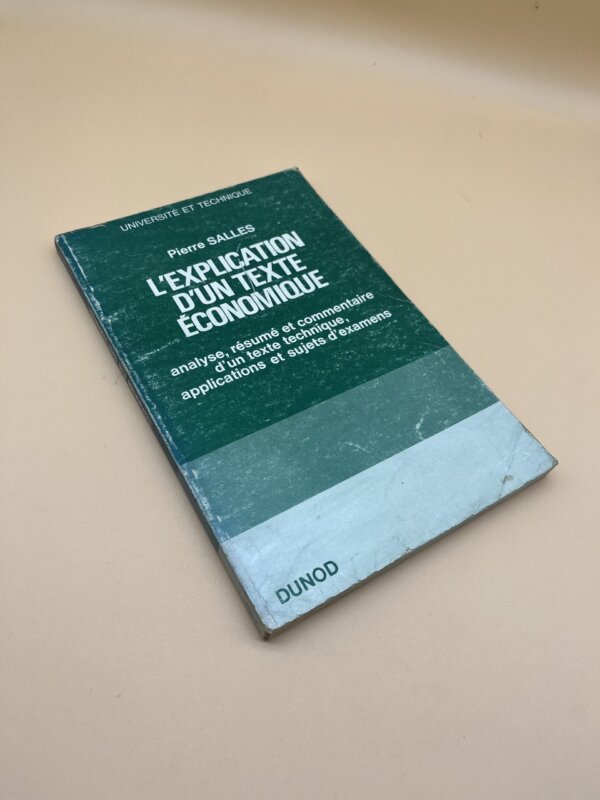 UNIVERSITÉ ET TECHNIQUE
Pierre SALLES
L'EXPLICATION
D'UN TEXTE
ÉCONOMIQUE
analyse, résumé et commentaire
d'un texte technique,
applications et sujets d'examens
DUNOD